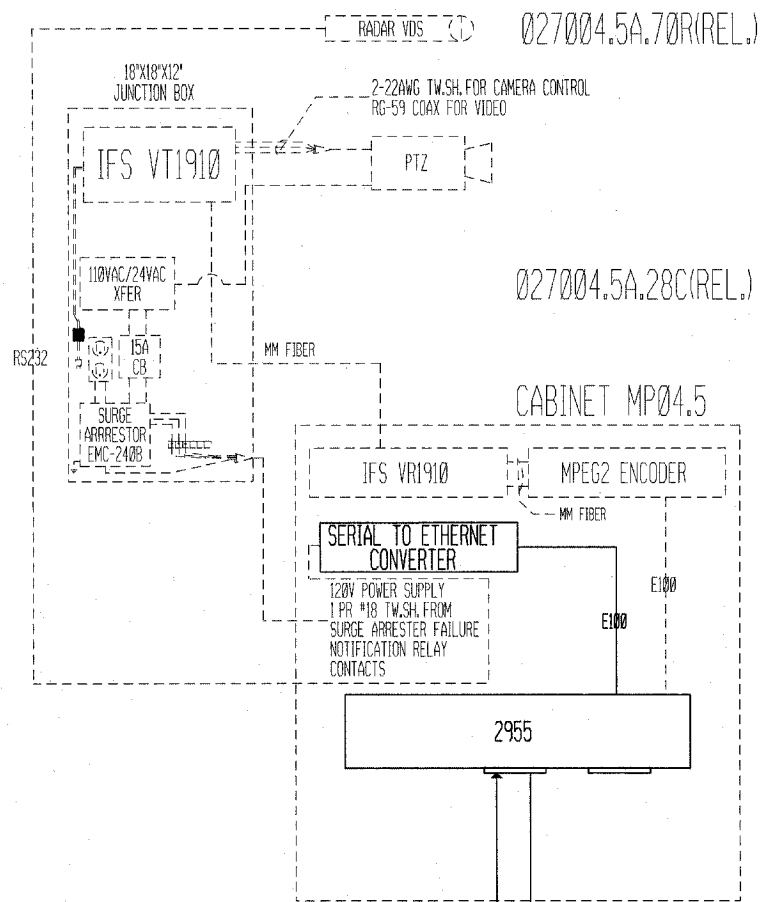 RADAR VDS
027004.5A.70R(REL.)
18"X18"X12"
JUNCTION BOX
2-22AWG TW.SH. FOR CAMERA CONTROL
RG-59 COAX FOR VIDEO
IFS VT1910
PTZ
110VAC/24VAC
XFER
027004.5A.28C(REL.)
RS232
15A
CB
MM FIBER
SURGE
ARRRESTOR
EMC-240B
CABINET MP04.5
IFS VR1910
MPEG2 ENCODER
MM FIBER
SERIAL TO ETHERNET
CONVERTER
120V POWER SUPPLY
1 PR #18 TW.SH. FROM
SURGE ARRESTER FAILURE
NOTIFICATION RELAY
CONTACTS
E100
E100
2955